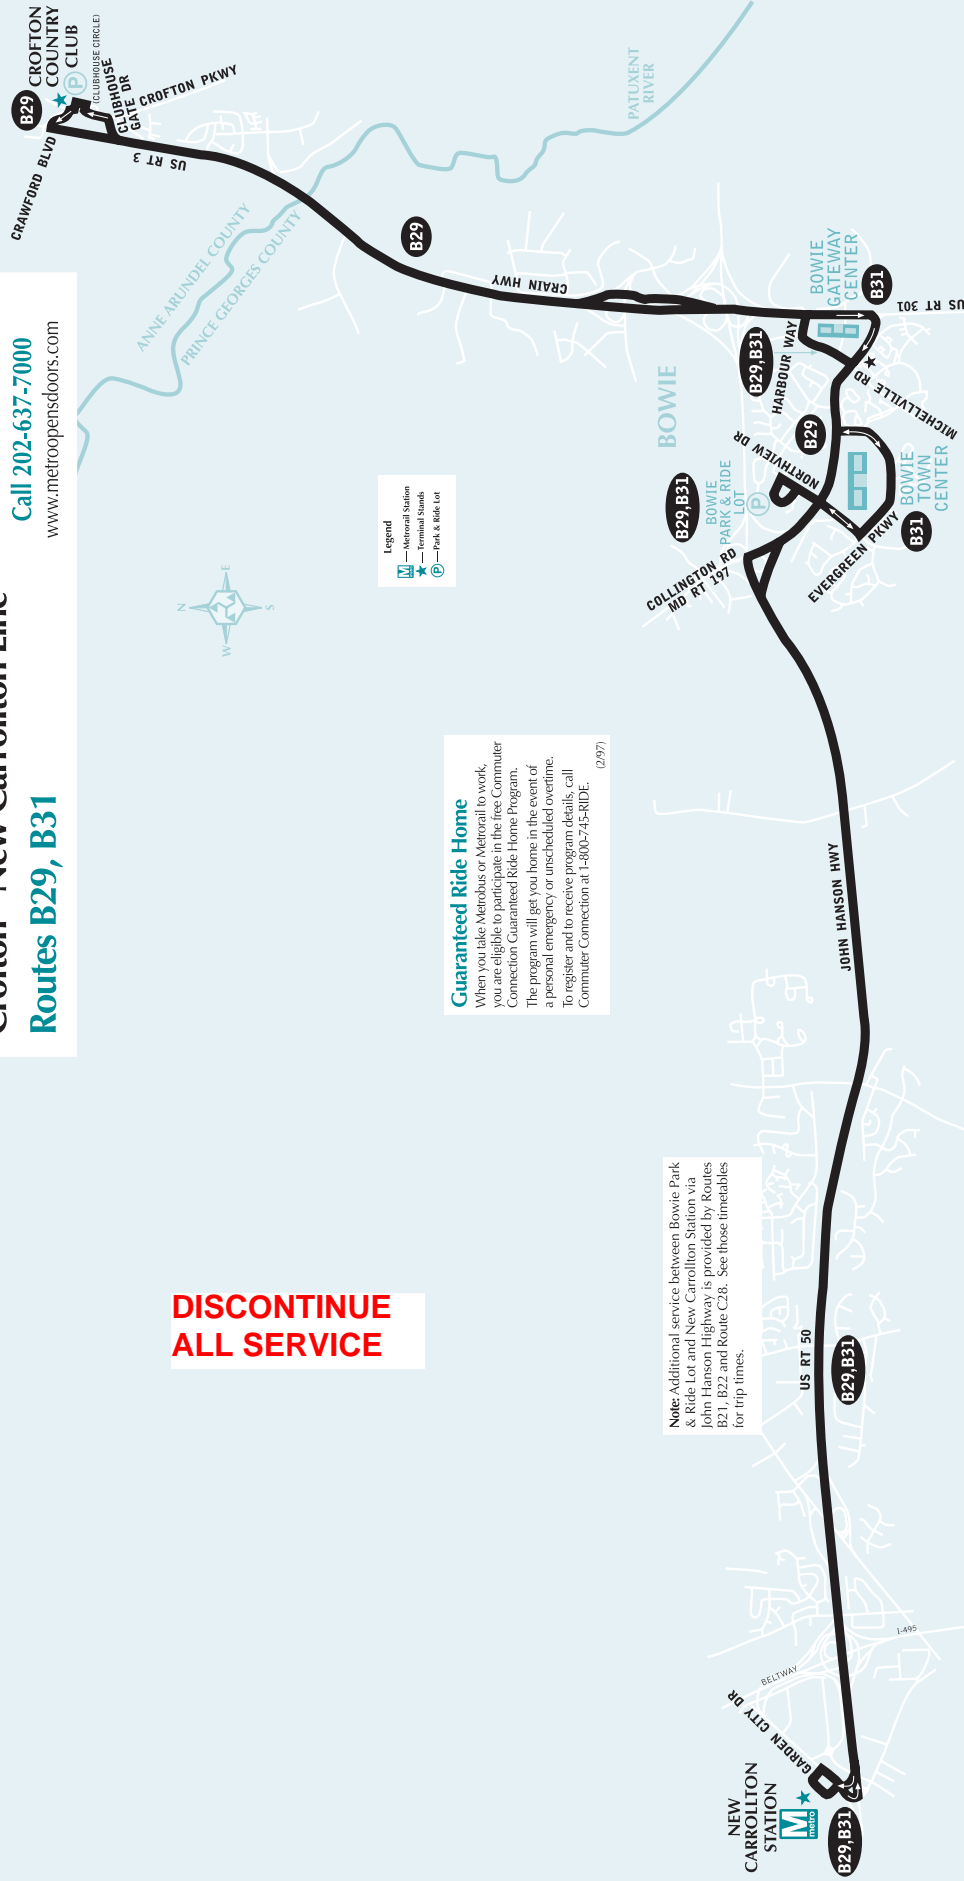 Routes B29, B31
Call 202-637-7000
www.metroopensdoors.com
DISCONTINUE
ALL SERVICE
N
E
S
W
Legend
M — Metrorail Station
— Terminal Stands
P — Park & Ride Lot
Guaranteed Ride Home
When you take Metrobus or Metrorail to work,
you are eligible to participate in the free Commuter
Connection Guaranteed Ride Home Program.
The program will get you home in the event of
a personal emergency or unscheduled overtime.
To register and to receive program details, call
Commuter Connection at 1-800-745-RIDE.
(2/97)
Note: Additional service between Bowie Park
& Ride Lot and New Carrollton Station via
John Hanson Highway is provided by Routes
B21, B22 and Route C28. See those timetables
for trip times.
B29
CROFTON
COUNTRY
CLUB
P
(CLUBHOUSE CIRCLE)
CLUBHOUSE
GATE DR
CROFTON PKWY
CRAWFORD BLVD
US RT 3
ANNE ARUNDEL COUNTY
PRINCE GEORGES COUNTY
PATUXENT
RIVER
B29
CRAIN HWY
BOWIE
BOWIE
GATEWAY
CENTER
B31
US RT 301
B29,B31
HARBOUR WAY
MICHELLVILLE RD
B29
NORTHVIEW DR
B29,B31
BOWIE
PARK & RIDE
LOT
P
BOWIE
TOWN
CENTER
B31
EVERGREEN PKWY
COLLINGTON RD
MD RT 197
JOHN HANSON HWY
US RT 50
B29,B31
I-495
BELTWAY
GARDEN CITY DR
NEW
CARROLLTON
STATION
M
metro
B29,B31